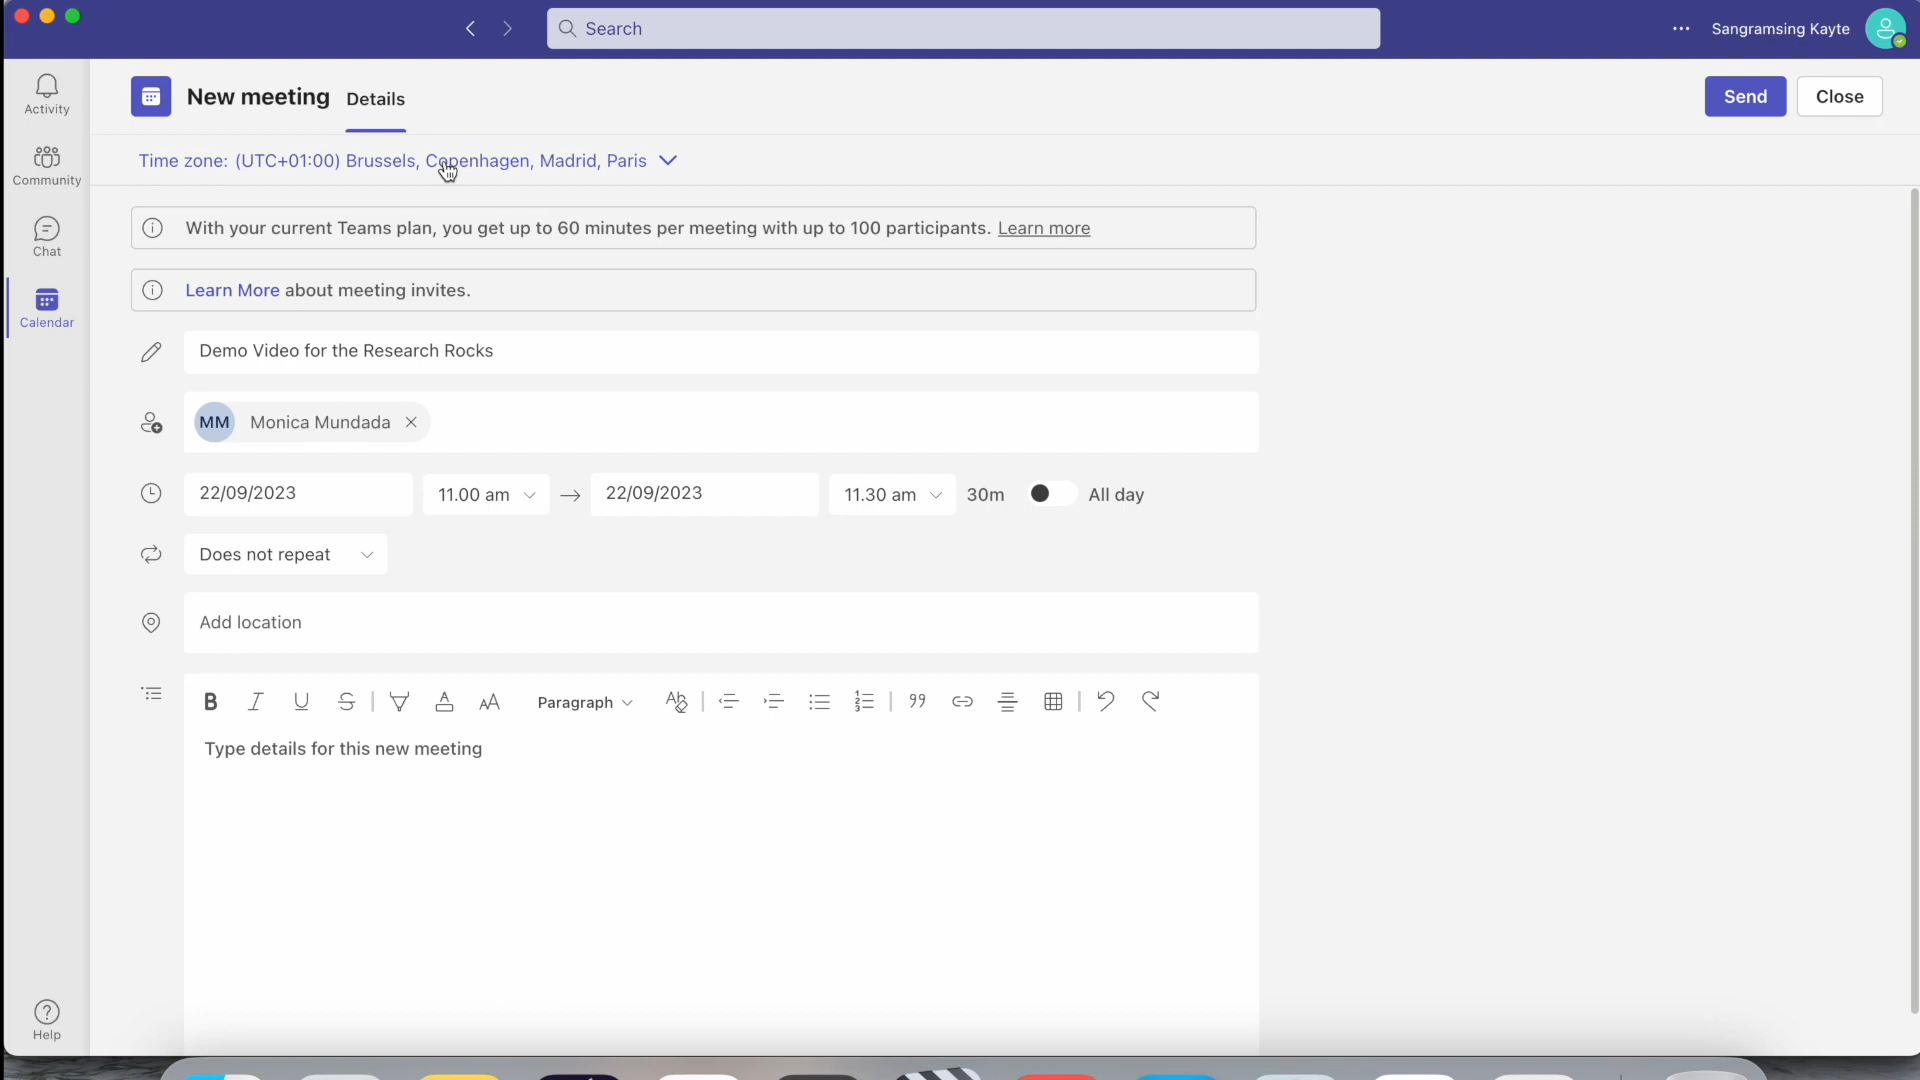 Search
Sangramsing Kayte
Activity
Community
Chat
Calendar
Help
New meeting
Details
Send
Close
Time zone: (UTC+01:00) Brussels, Copenhagen, Madrid, Paris
With your current Teams plan, you get up to 60 minutes per meeting with up to 100 participants. Learn more
Learn More about meeting invites.
Demo Video for the Research Rocks
MM Monica Mundada
22/09/2023 11.00 am → 22/09/2023 11.30 am 30m All day
Does not repeat
Add location
Paragraph
Type details for this new meeting